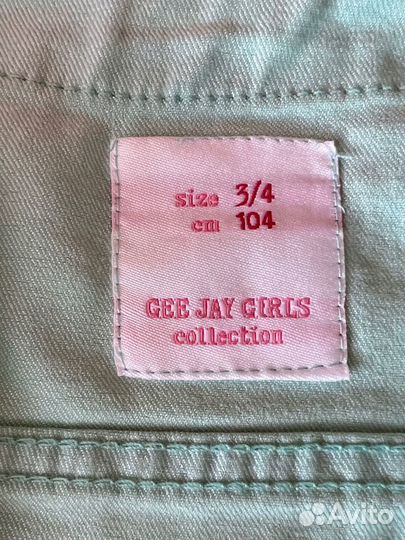 size 3/4
cm 104
GEE JAY GIRLS
collection
Avito